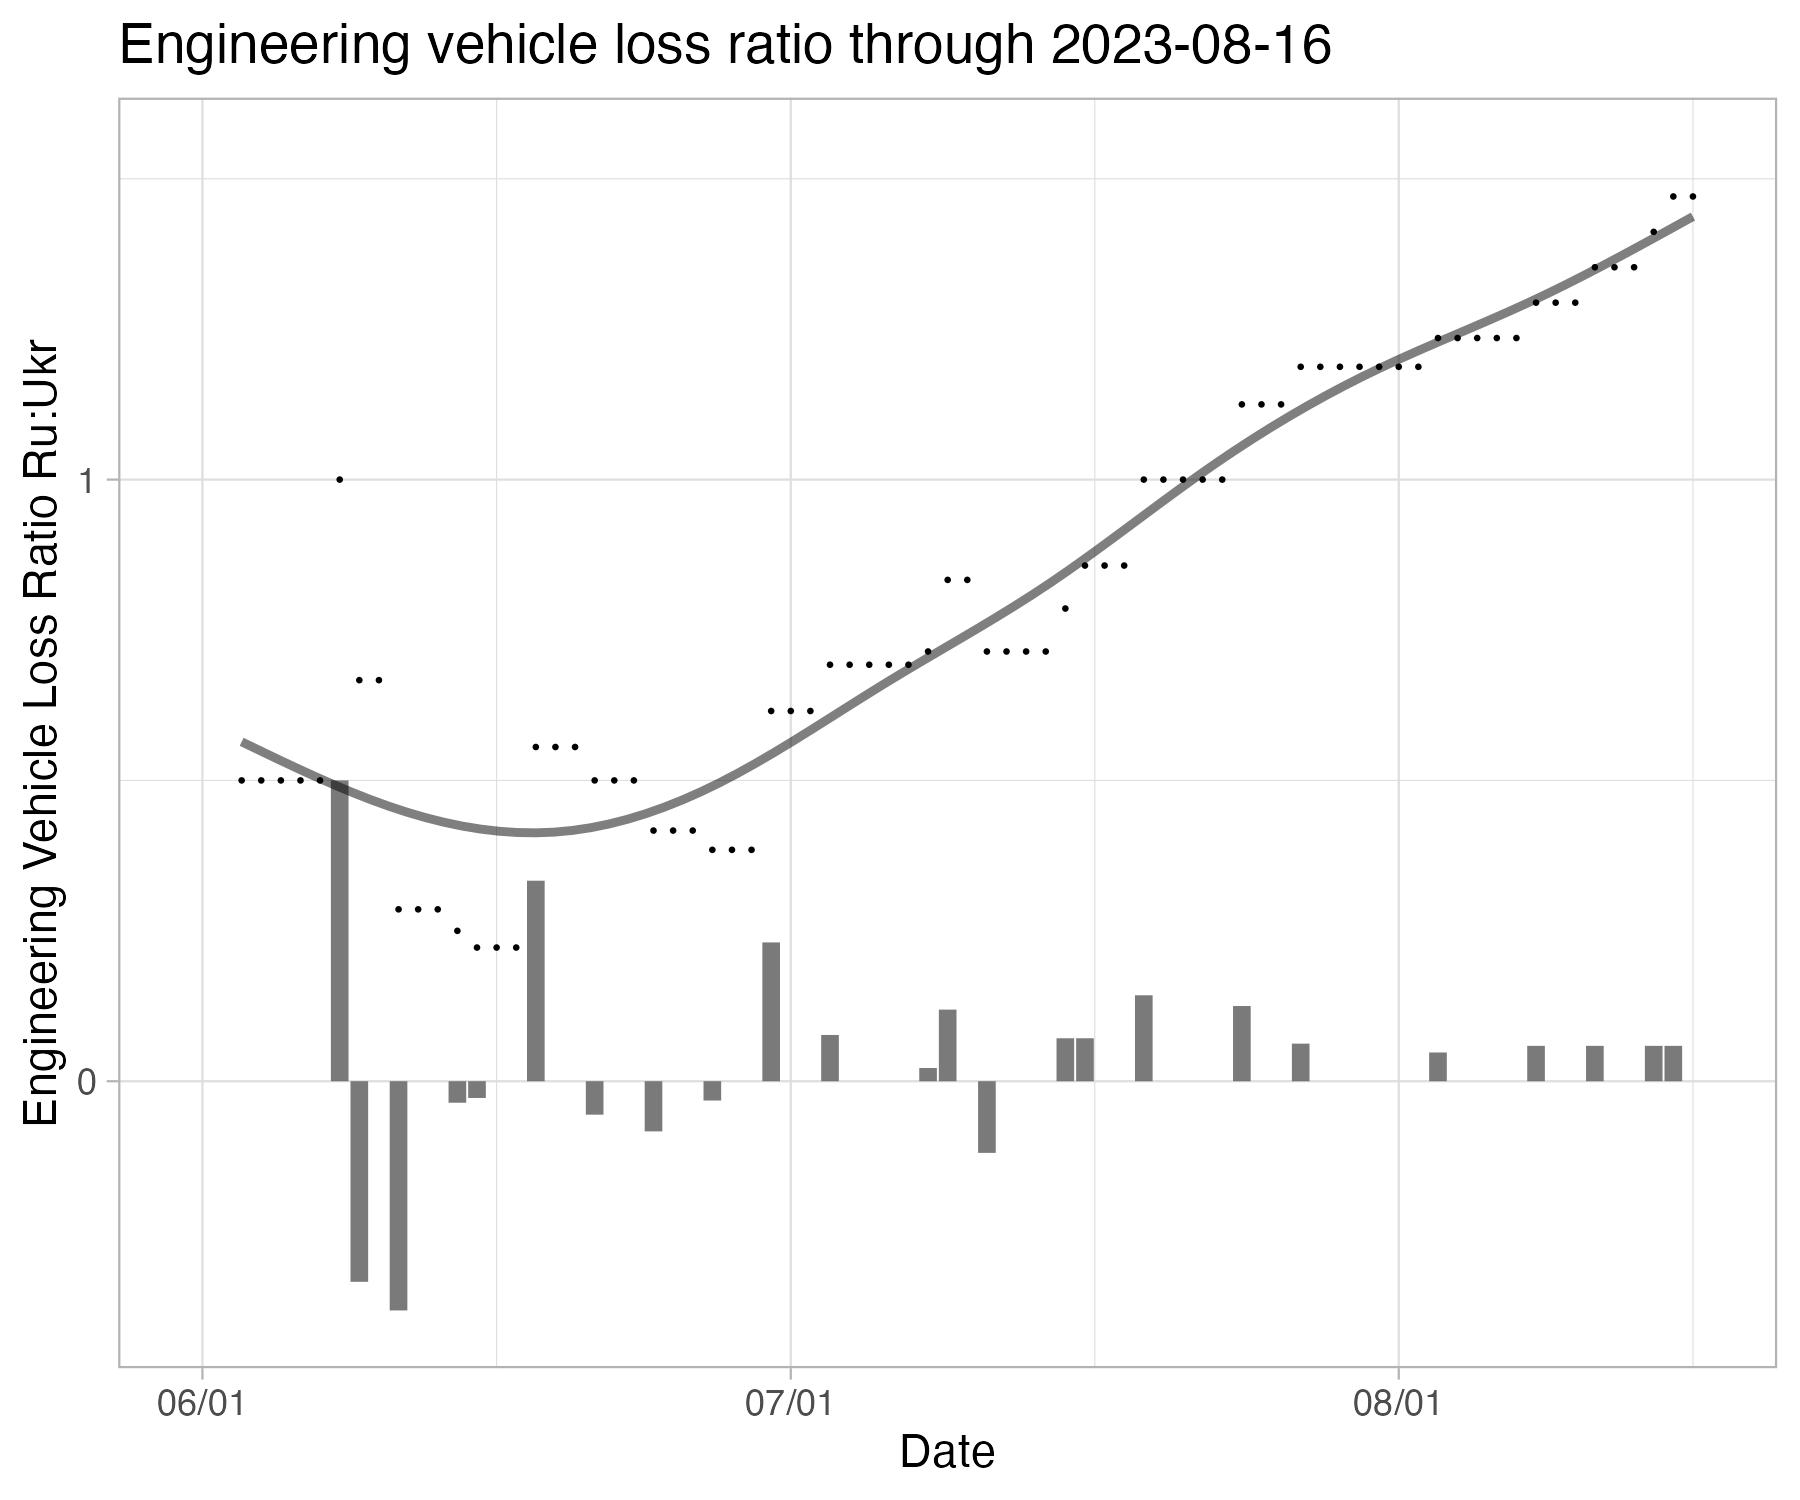 Engineering vehicle loss ratio through 2023-08-16
Engineering Vehicle Loss Ratio Ru:Ukr
1
0
06/01
07/01
08/01
Date